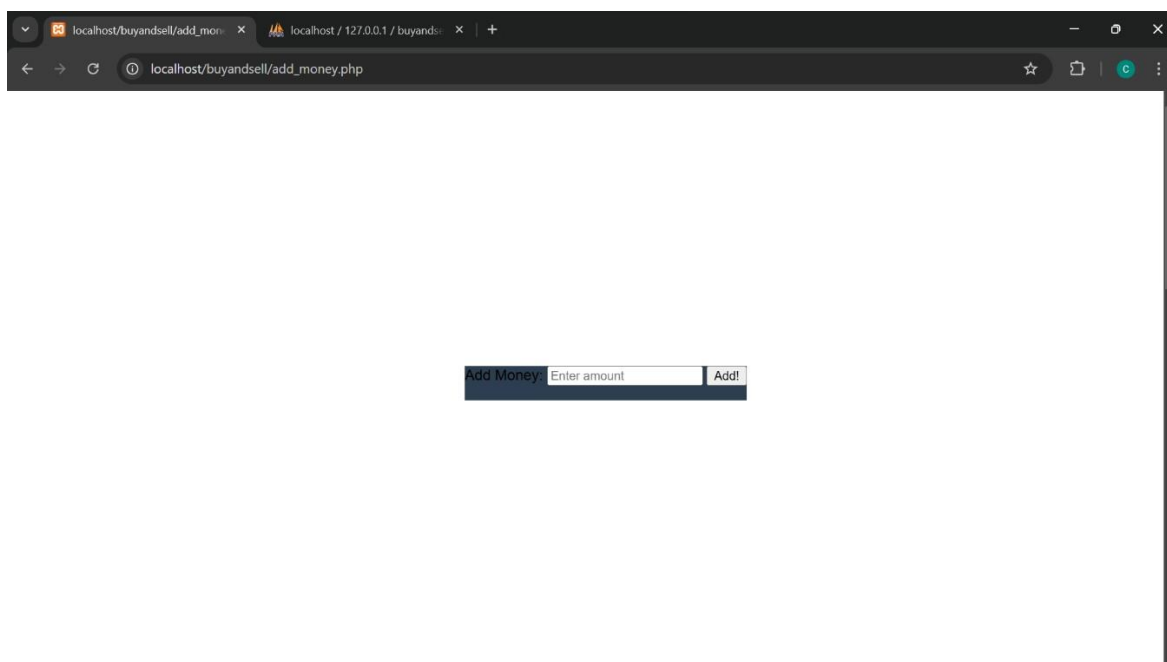 localhost/buyandsell/add_mon
localhost / 127.0.0.1 / buyands
localhost/buyandsell/add_money.php
C
Add Money: Enter amount Add!